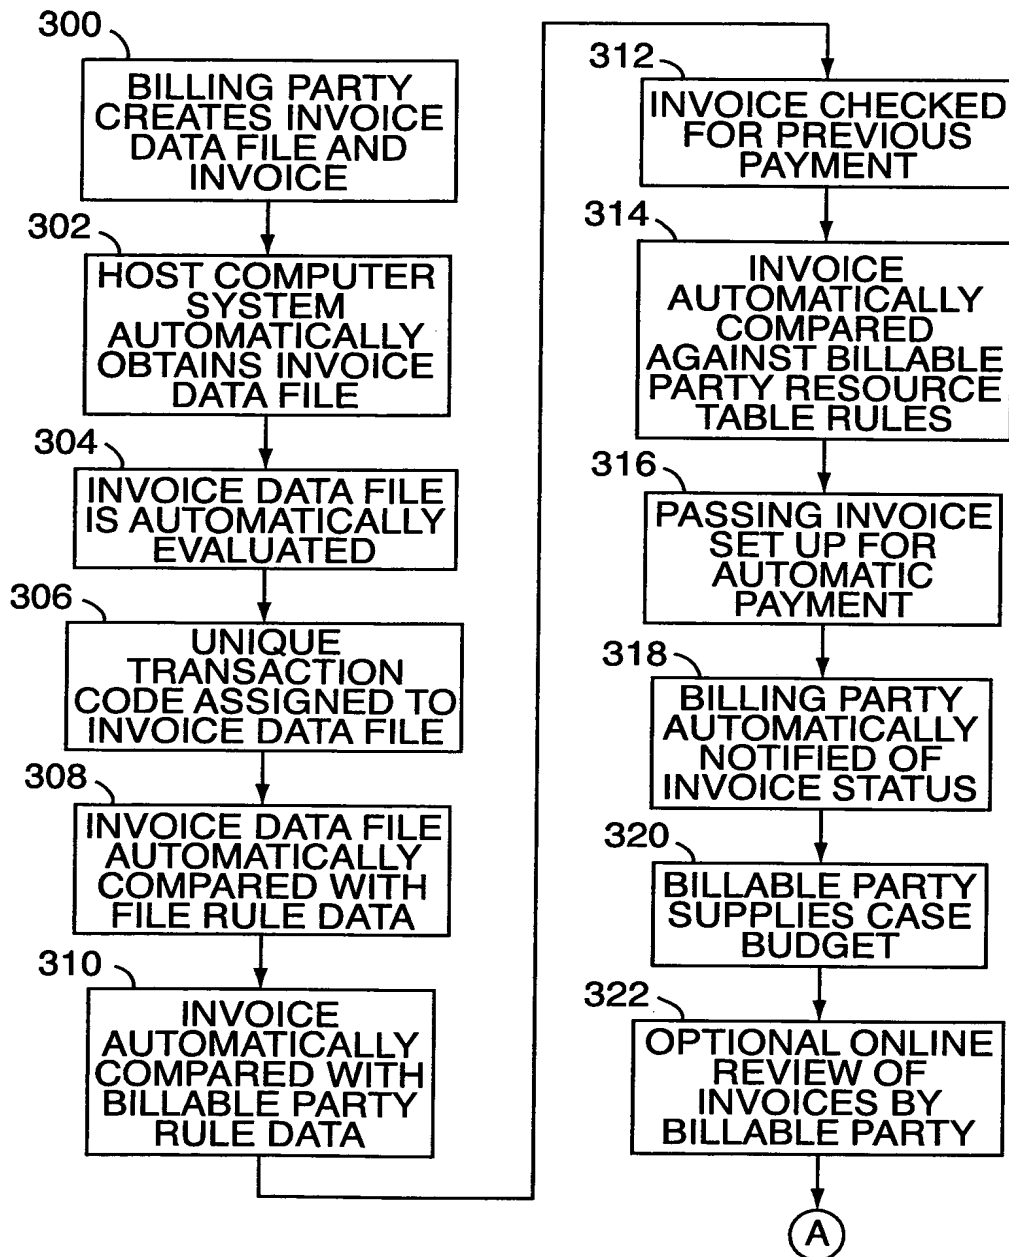 300
BILLING PARTY
CREATES INVOICE
DATA FILE AND
INVOICE
302
HOST COMPUTER
SYSTEM
AUTOMATICALLY
OBTAINS INVOICE
DATA FILE
304
INVOICE DATA FILE
IS AUTOMATICALLY
EVALUATED
306
UNIQUE
TRANSACTION
CODE ASSIGNED TO
INVOICE DATA FILE
308
INVOICE DATA FILE
AUTOMATICALLY
COMPARED WITH
FILE RULE DATA
310
INVOICE
AUTOMATICALLY
COMPARED WITH
BILLABLE PARTY
RULE DATA
312
INVOICE CHECKED
FOR PREVIOUS
PAYMENT
314
INVOICE
AUTOMATICALLY
COMPARED
AGAINST BILLABLE
PARTY RESOURCE
TABLE RULES
316
PASSING INVOICE
SET UP FOR
AUTOMATIC
PAYMENT
318
BILLING PARTY
AUTOMATICALLY
NOTIFIED OF
INVOICE STATUS
320
BILLABLE PARTY
SUPPLIES CASE
BUDGET
322
OPTIONAL ONLINE
REVIEW OF
INVOICES BY
BILLABLE PARTY
A